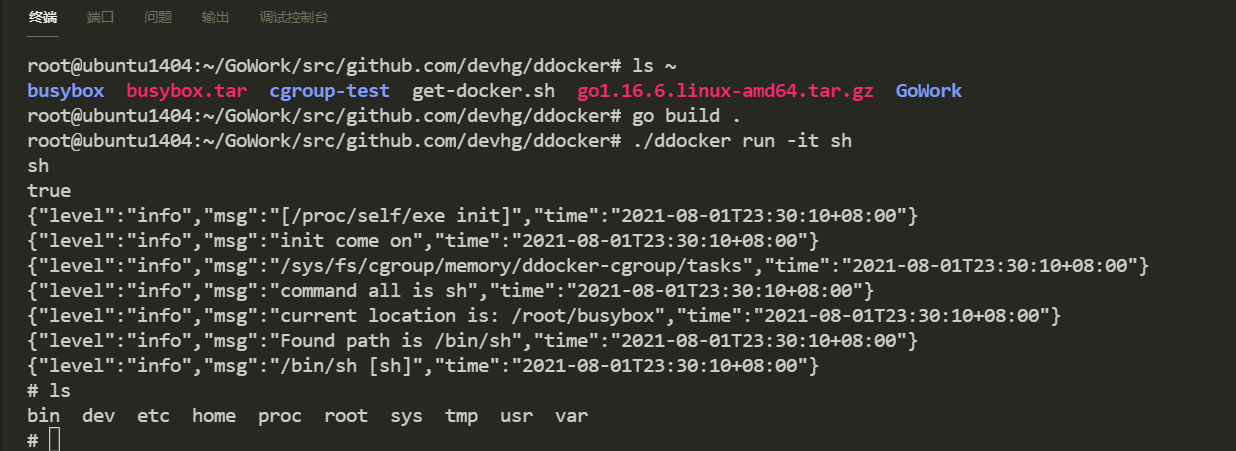 终端 端口 问题 输出 调试控制台
root@ubuntu1404:~/GoWork/src/github.com/devhg/ddocker# ls ~
busybox busybox.tar cgroup-test get-docker.sh go1.16.6.linux-amd64.tar.gz GoWork
root@ubuntu1404:~/GoWork/src/github.com/devhg/ddocker# go build .
root@ubuntu1404:~/GoWork/src/github.com/devhg/ddocker# ./ddocker run -it sh
sh
true
{"level":"info","msg":"[/proc/self/exe init]","time":"2021-08-01T23:30:10+08:00"}
{"level":"info","msg":"init come on","time":"2021-08-01T23:30:10+08:00"}
{"level":"info","msg":"/sys/fs/cgroup/memory/ddocker-cgroup/tasks","time":"2021-08-01T23:30:10+08:00"}
{"level":"info","msg":"command all is sh","time":"2021-08-01T23:30:10+08:00"}
{"level":"info","msg":"current location is: /root/busybox","time":"2021-08-01T23:30:10+08:00"}
{"level":"info","msg":"Found path is /bin/sh","time":"2021-08-01T23:30:10+08:00"}
{"level":"info","msg":"/bin/sh [sh]","time":"2021-08-01T23:30:10+08:00"}
# ls
bin dev etc home proc root sys tmp usr var
#